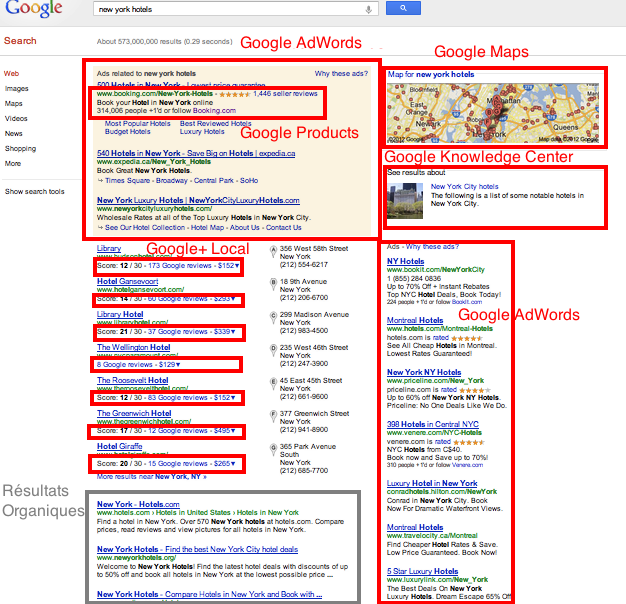 Google
new york hotels
Search
About 573,000,000 results (0.29 seconds)
Google AdWords
Google Maps
Web
Images
Maps
Videos
News
Shopping
More
Show search tools
Ads related to new york hotels
Why these ads?
500 Hotels in New York - Lowest price guarantee
www.booking.com/New-York-Hotels - 1,446 seller reviews
Book your Hotel in New York online
314,006 people +1'd or follow Booking.com
Most Popular Hotels Best Reviewed Hotels
Budget Hotels Luxury Hotels
Google Products
540 Hotels in New York - Save Big on Hotels | expedia.ca
www.expedia.ca/New_York_Hotels
Book Great New York Hotels.
Times Square - Broadway - Central Park - SoHo
New York Luxury Hotels | NewYorkCityLuxuryHotels.com
www.newyorkcityluxuryhotels.com/
Wholesale Rates at all of the Top Luxury Hotels in New York City.
See Our Hotel Collection - Hotel Map - About Us - Contact Us
Map for new york hotels
Bloomfield
East Orange
Manhattan
Newark
New York
Queens
©2012 Google
Map data ©2012 Google
Google Knowledge Center
See results about
New York City hotels
The following is a list of some notable hotels in
New York City.
Google+ Local
Library
www.hudsonhotel.com/
Score: 12 / 30 - 173 Google reviews - $152
A
356 West 58th Street
New York
(212) 554-6217
Hotel Gansevoort
hotelgansevoort.com/
Score: 14 / 30 - 60 Google reviews - $293
B
18 9th Avenue
New York
(212) 206-6700
Library Hotel
www.libraryhotel.com/
Score: 21 / 30 - 37 Google reviews - $339
C
299 Madison Avenue
New York
(212) 983-4500
The Wellington Hotel
8 Google reviews - $129
D
235 West 46th Street
New York
(212) 247-3900
The Roosevelt Hotel
www.theroosevelthotel.com/
Score: 12 / 30 - 83 Google reviews - $152
E
45 East 45th Street
New York
(212) 661-9600
The Greenwich Hotel
www.thegreenwichhotel.com/
Score: 17 / 30 - 12 Google reviews - $495
F
377 Greenwich Street
New York
(212) 941-8900
Hotel Giraffe
www.hotelgiraffe.com/
Score: 20 / 30 - 15 Google reviews - $265
G
365 Park Avenue
South
New York
(212) 685-7700
More results near New York, NY »
Ads - Why these ads?
NY Hotels
www.bookit.com/NewYorkCity
1 (855) 284 0836
Up to 70% Off + Instant Rebates
Top NYC Hotel Deals, Book Today!
224 people +1'd or follow BookIt.com
Google AdWords
Montreal Hotels
www.hotels.com/Montreal-Hotels
hotels.com is rated
See All Cheap Hotels in Montreal.
Lowest Rates Guaranteed!
New York NY Hotels
www.priceline.com/New_York
priceline.com is rated
Up to 60% off New York NY Hotels.
Priceline: No One Deals Like We Do.
398 Hotels in Central NYC
www.venere.com/NYC-Hotels
venere.com is rated
NYC Hotels from C$40.
Book now and Save up to 70%!
310 people +1'd or follow Venere.com
Luxury Hotel in New York
conradhotels.hilton.com/NewYork
Conrad in New York City. Book
Now For Dramatic Waterfront Views.
Montreal Hotels
www.travelocity.ca/Montreal
Find Cheaper Hotel Rates & Save.
Low Price Guaranteed. Book Now!
5 Star Luxury Hotels
www.luxurylink.com/New_York
The Best Deals On New York
Luxury Hotels. Dream Escape 65% Off
Résultats
Organiques
New York - Hotels.com
www.hotels.com › Hotels in United States › Hotels in New York
Find a hotel in New York. Over 570 New York hotels at hotels.com. Compare
prices, read reviews and view pictures for all hotels in New York.
New York Hotels - Find the best New York City hotel deals
www.newyorkhotels.org/
Welcome to New York Hotels! Find the latest hotel deals with discounts of up
to 50% off and book all hotels in New York at the lowest possible price ...
New York Hotels - Compare Hotels in New York and Book with ...